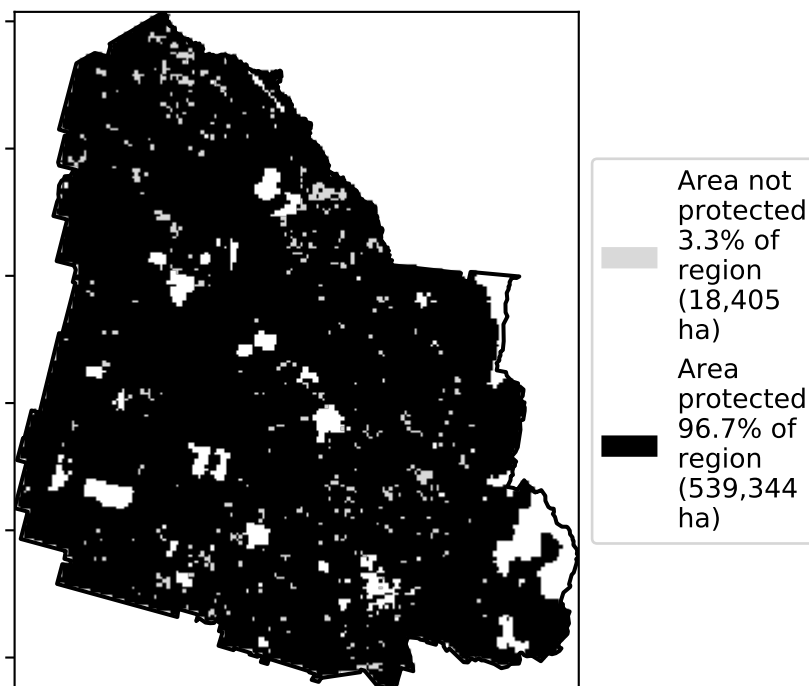 Area not
protected
3.3% of
region
(18,405
ha)
Area
protected
96.7% of
region
(539,344
ha)